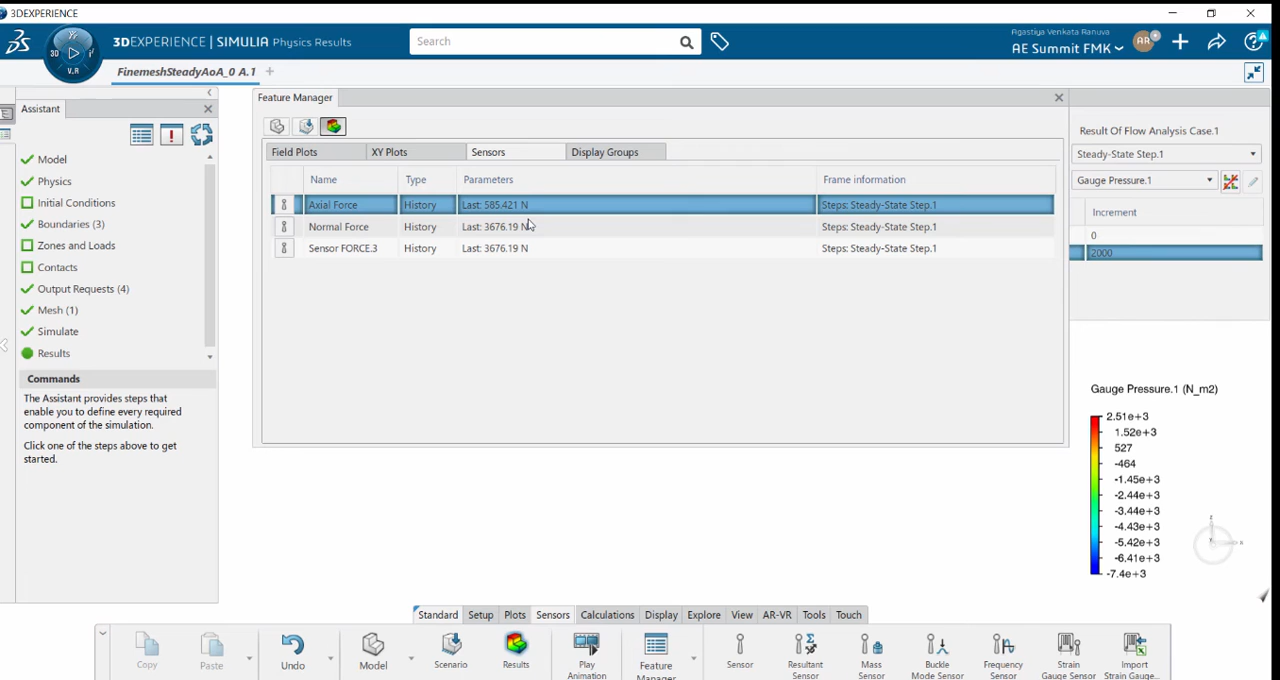 3DEXPERIENCE
3DEXPERIENCE | SIMULIA Physics Results
Search
Agastiya Venkata Ranuva
AE Summit FMK
AR
3D
V.R
FinemeshSteadyAoA_0 A.1
Assistant
Model
Physics
Initial Conditions
Boundaries (3)
Zones and Loads
Contacts
Output Requests (4)
Mesh (1)
Simulate
Results
Commands
The Assistant provides steps that
enable you to define every required
component of the simulation.
Click one of the steps above to get
started.
Feature Manager
Field Plots XY Plots Sensors Display Groups
Name Type Parameters Frame information
Axial Force History Last: 585.421 N Steps: Steady-State Step.1
Normal Force History Last: 3676.19 N Steps: Steady-State Step.1
Sensor FORCE.3 History Last: 3676.19 N Steps: Steady-State Step.1
Result Of Flow Analysis Case.1
Steady-State Step.1
Gauge Pressure.1
Increment
0
2000
Gauge Pressure.1 (N_m2)
2.51e+3
1.52e+3
527
-464
-1.45e+3
-2.44e+3
-3.44e+3
-4.43e+3
-5.42e+3
-6.41e+3
-7.4e+3
Standard Setup Plots Sensors Calculations Display Explore View AR-VR Tools Touch
Copy
Paste
Undo
Model
Scenario
Results
Play
Animation
Feature
Manager
Sensor
Resultant
Sensor
Mass
Sensor
Buckle
Mode Sensor
Frequency
Sensor
Strain
Gauge Sensor
Import
Strain Gauge...